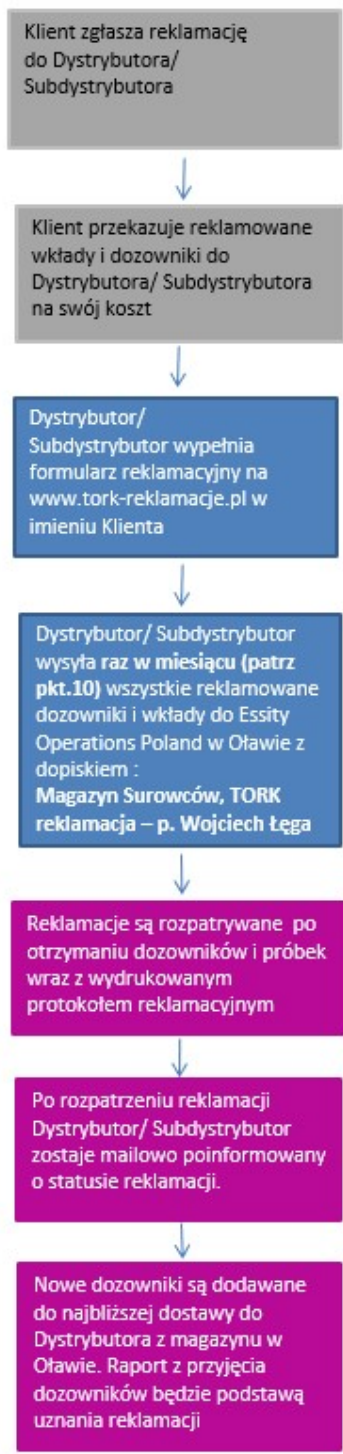 Klient zgłasza reklamację
do Dystrybutora/
Subdystrybutora
Klient przekazuje reklamowane
wkłady i dozowniki do
Dystrybutora/ Subdystrybutora
na swój koszt
Dystrybutor/
Subdystrybutor wypełnia
formularz reklamacyjny na
www.tork-reklamacje.pl w
imieniu Klienta
Dystrybutor/ Subdystrybutor
wysyła raz w miesiącu (patrz
pkt.10) wszystkie reklamowane
dozowniki i wkłady do Essity
Operations Poland w Oławie z
dopiskiem :
Magazyn Surowców, TORK
reklamacja – p. Wojciech Łęga
Reklamacje są rozpatrywane  po
otrzymaniu dozowników i próbek
wraz z wydrukowanym
protokołem reklamacyjnym
Po rozpatrzeniu reklamacji
Dystrybutor/ Subdystrybutor
zostaje mailowo poinformowany
o statusie reklamacji.
Nowe dozowniki są dodawane
do najbliższej dostawy do
Dystrybutora z magazynu w
Oławie. Raport z przyjęcia
dozowników będzie podstawą
uznania reklamacji